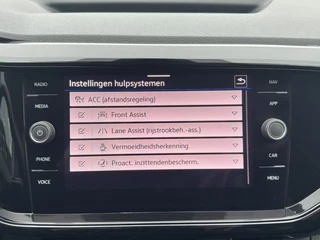 Instellingen hulpsystemen
RADIO
NAV
ACC (afstandsregeling)
MEDIA
APP
Front Assist
Lane Assist (rijstrookbeh.-ass.)
PHONE
CAR
Vermoeidheidsherkenning
Proact. inzittendenbescherm.
VOICE
MENU